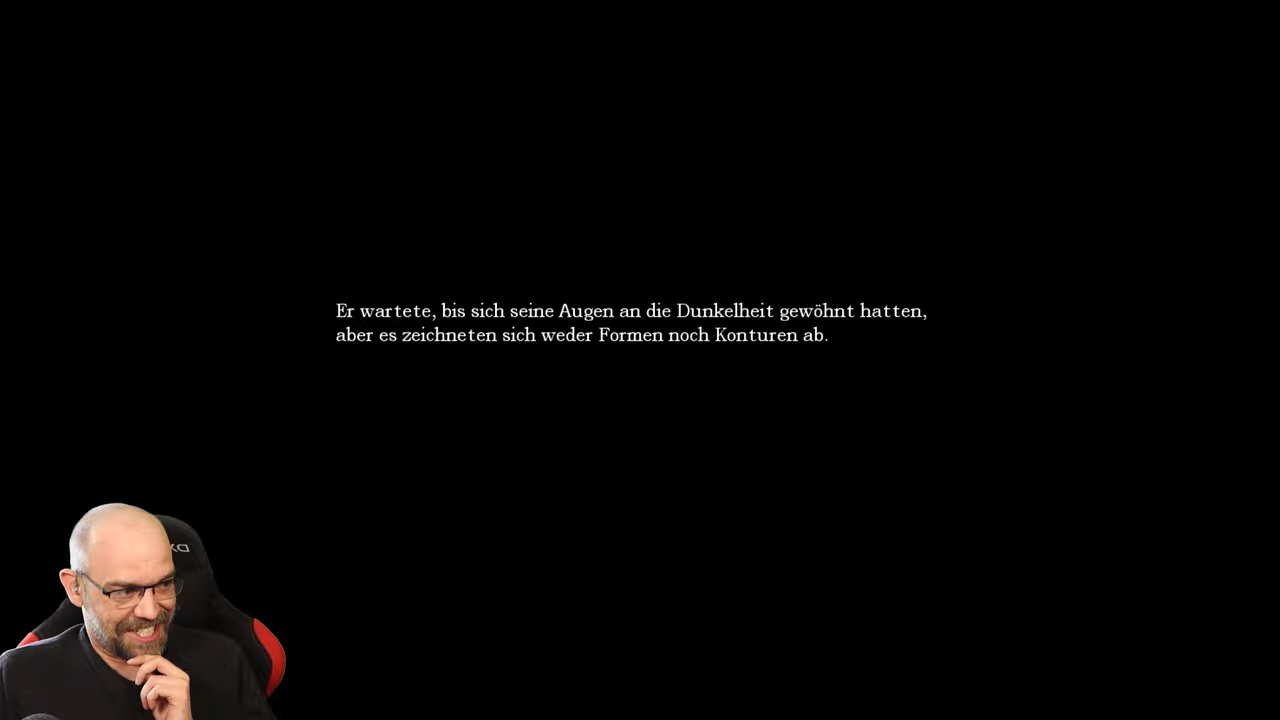 Er wartete, bis sich seine Augen an die Dunkelheit gewöhnt hatten,
aber es zeichneten sich weder Formen noch Konturen ab.